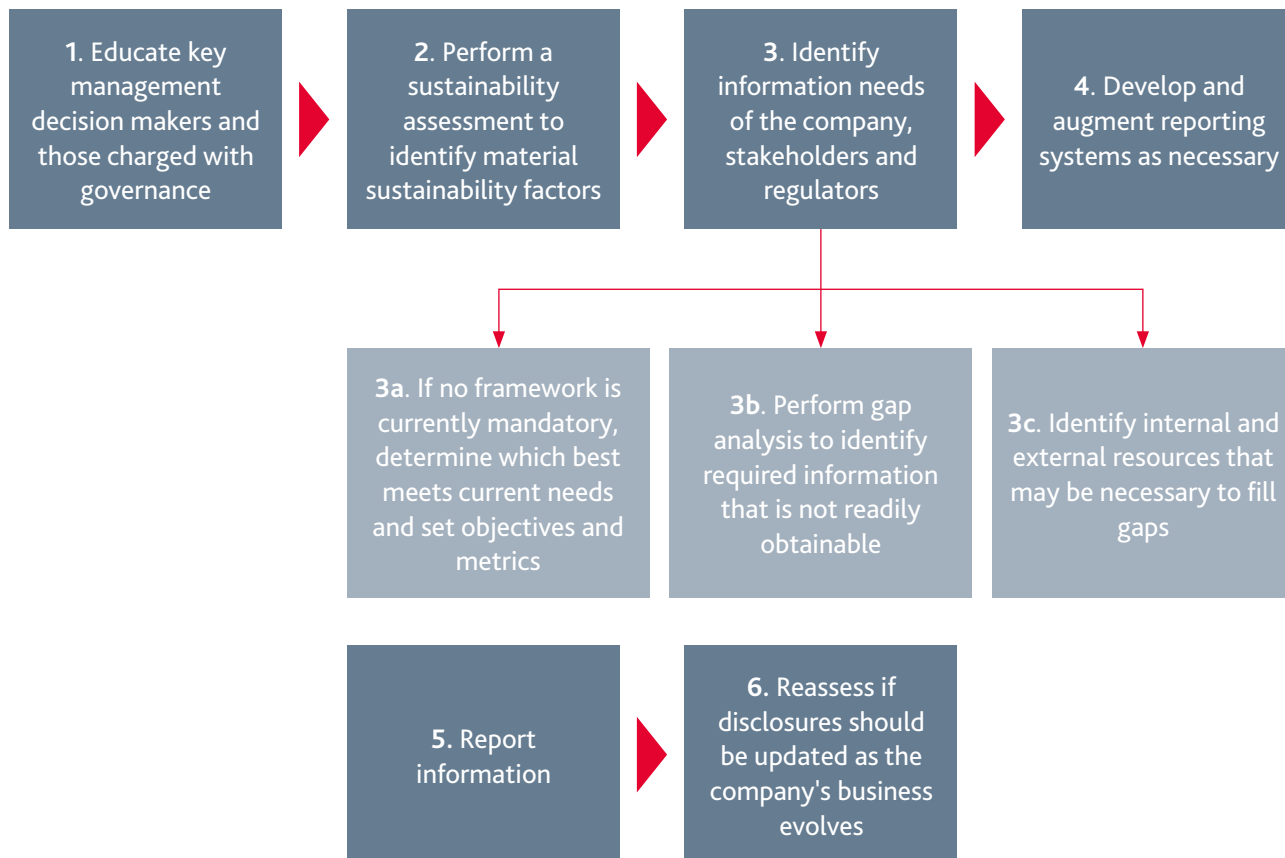 1. Educate key
management
decision makers and
those charged with
governance
2. Perform a
sustainability
assessment to
identify material
sustainability factors
3. Identify
information needs
of the company,
stakeholders and
regulators
4. Develop and
augment reporting
systems as necessary
3a. If no framework is
currently mandatory,
determine which best
meets current needs
and set objectives and
metrics
3b. Perform gap
analysis to identify
required information
that is not readily
obtainable
3c. Identify internal and
external resources that
may be necessary to fill
gaps
5. Report
information
6. Reassess if
disclosures should
be updated as the
company's business
evolves